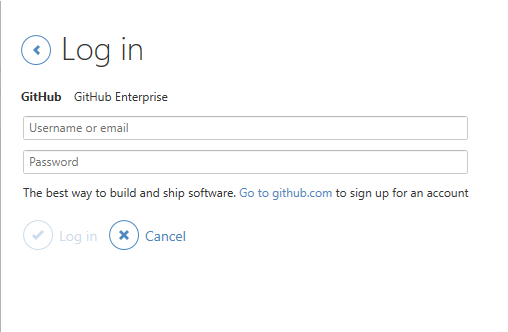 Log in
GitHub GitHub Enterprise
Username or email
Password
The best way to build and ship software. Go to github.com to sign up for an account
Log in Cancel